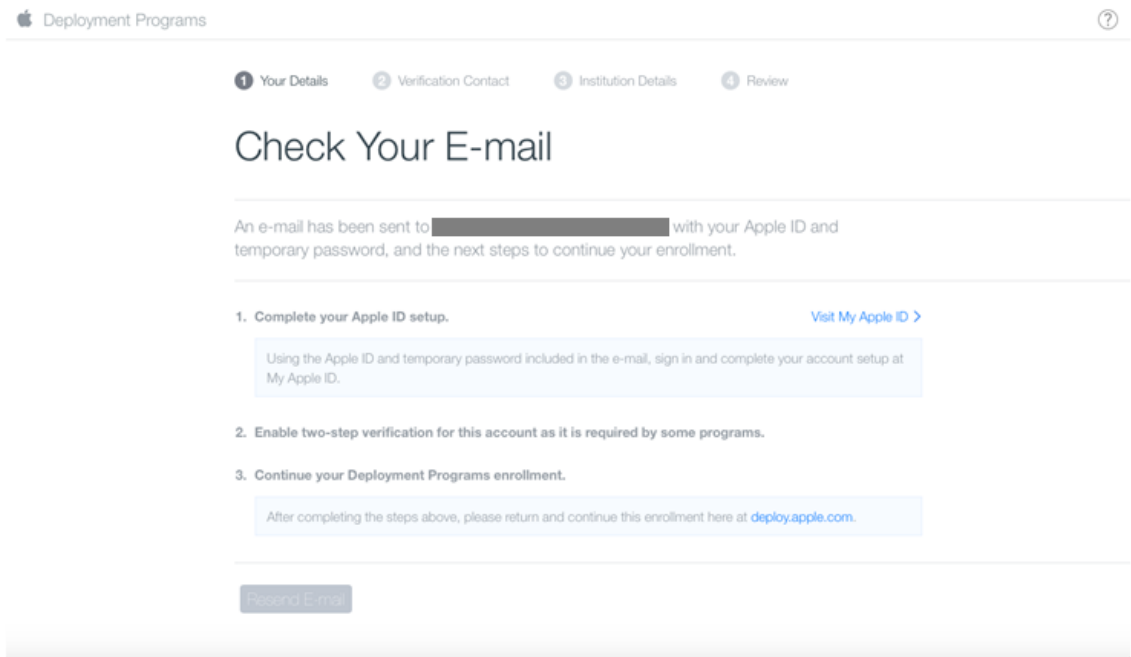 Deployment Programs
?
1 Your Details 2 Verification Contact 3 Institution Details 4 Review
Check Your E-mail
An e-mail has been sent to with your Apple ID and
temporary password, and the next steps to continue your enrollment.
1. Complete your Apple ID setup. Visit My Apple ID >
Using the Apple ID and temporary password included in the e-mail, sign in and complete your account setup at
My Apple ID.
2. Enable two-step verification for this account as it is required by some programs.
3. Continue your Deployment Programs enrollment.
After completing the steps above, please return and continue this enrollment here at deploy.apple.com.
Resend E-mail